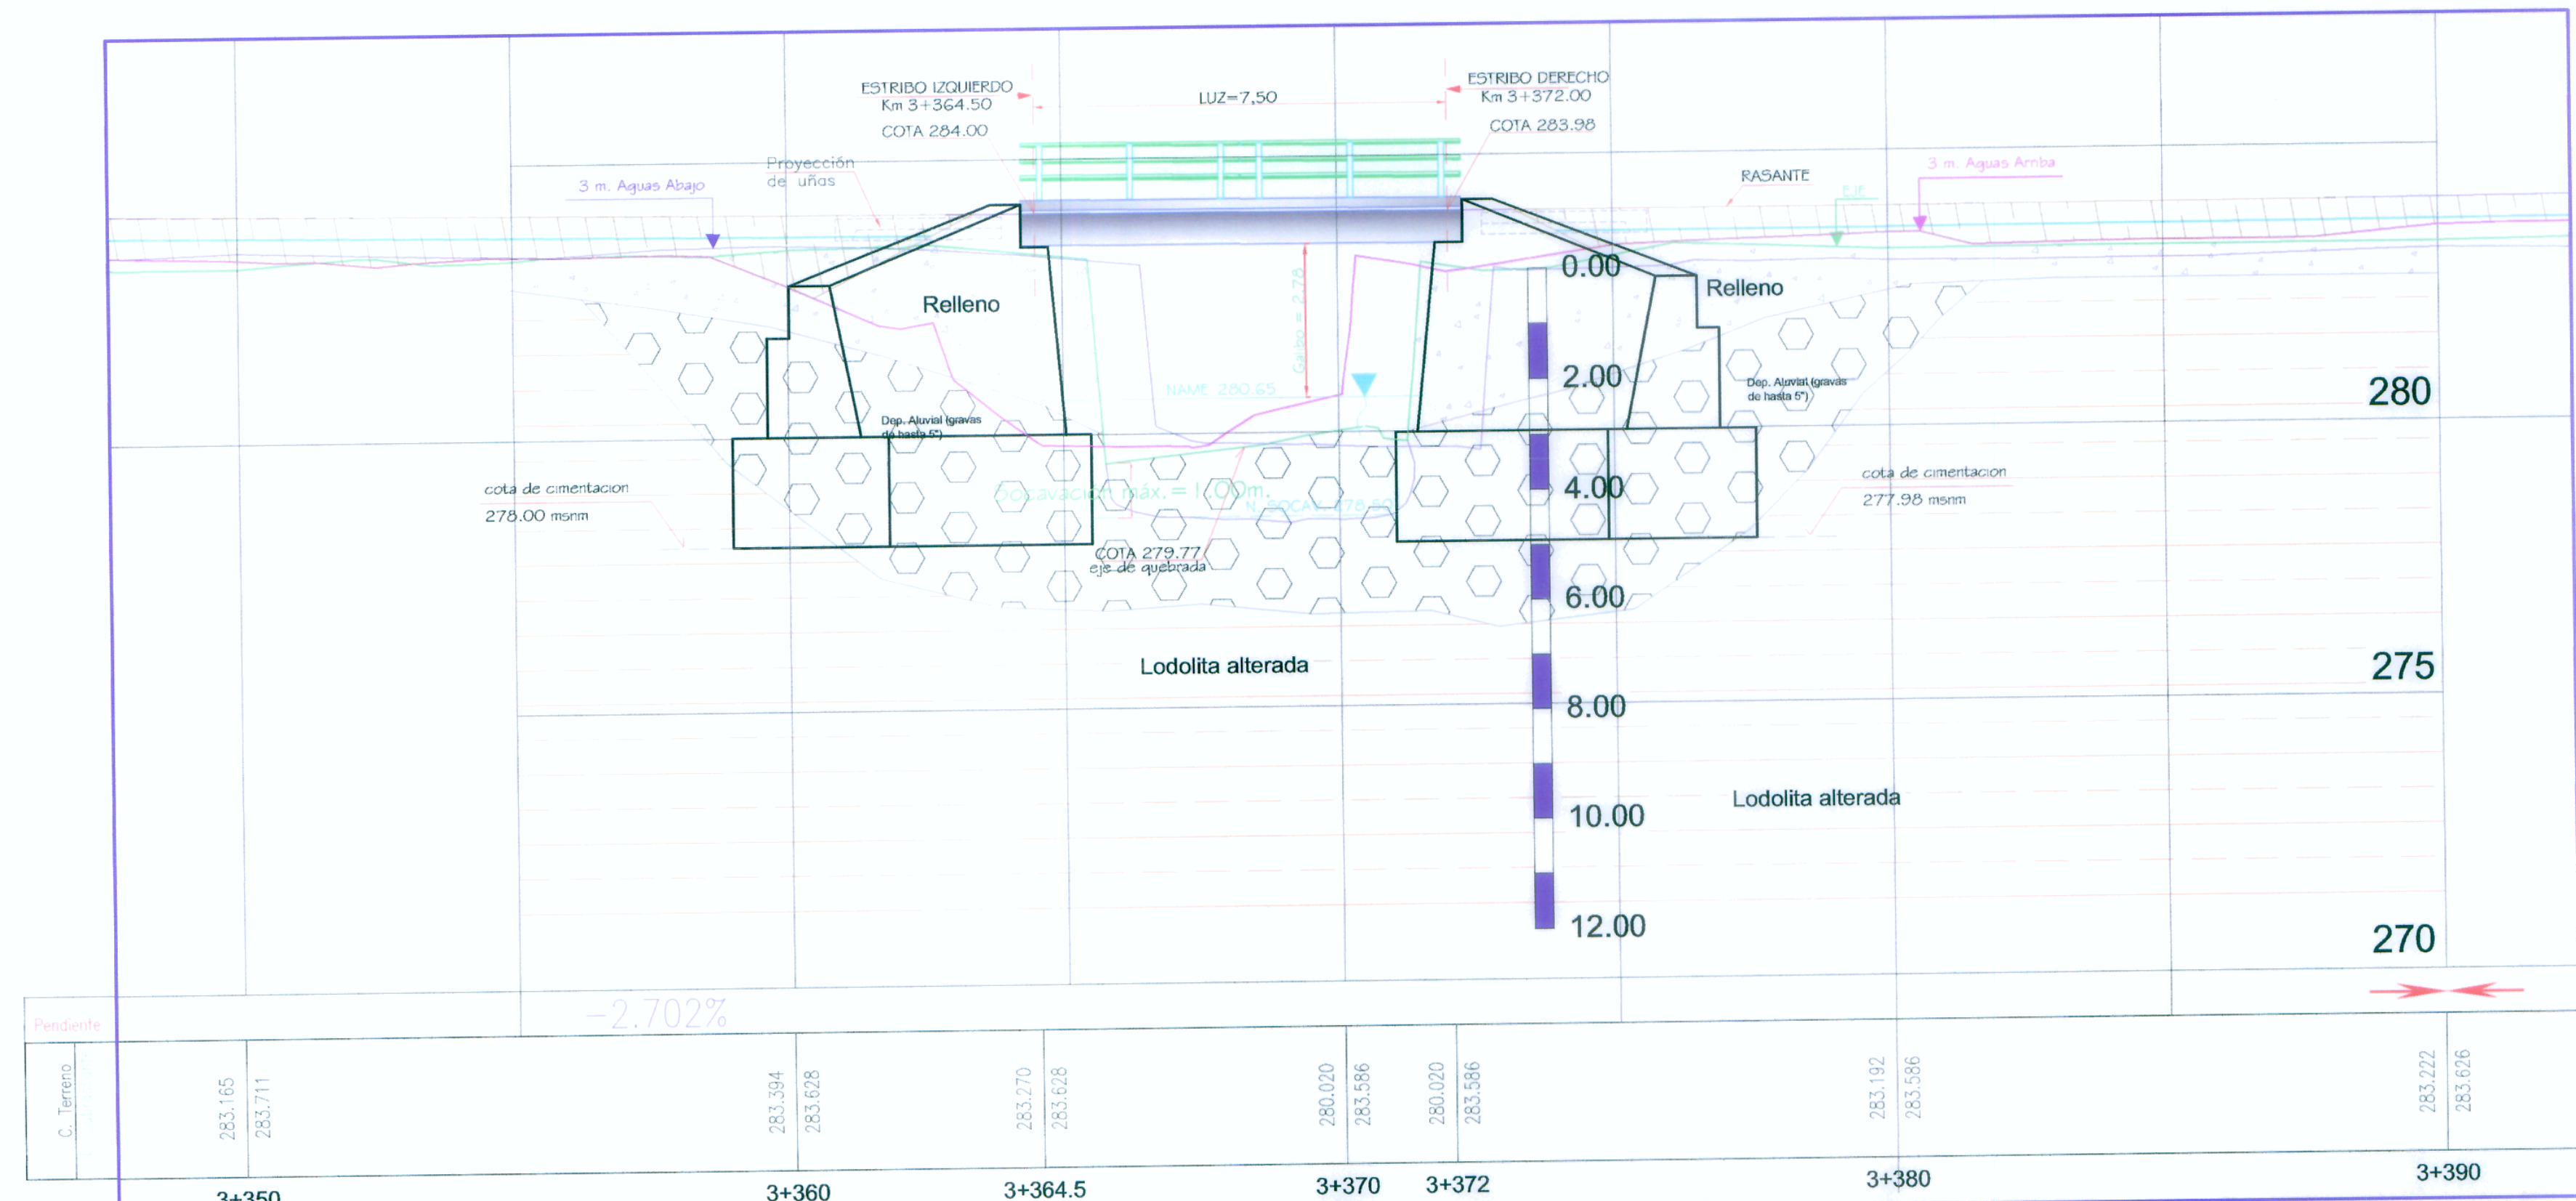 ESTRIBO IZQUIERDO
Km 3+364.50
COTA 284.00
LUZ=7,50
ESTRIBO DERECHO
Km 3+372.00
COTA 283.98
Proyección
de uñas
3 m. Aguas Abajo
RASANTE
EJE
3 m. Aguas Arriba
Relleno
Galibo = 2.78
NAME 280.65
0.00
2.00
4.00
6.00
8.00
10.00
12.00
Relleno
Dep. Aluvial (gravas
de hasta 5")
Dep. Aluvial (gravas
de hasta 5")
280
275
270
cota de cimentacion
278.00 msnm
Socavación máx. = 1.00m.
N. SOCAV.
COTA 279.77
eje de quebrada
cota de cimentacion
277.98 msnm
Lodolita alterada
Lodolita alterada
Pendiente
-2.702%
C. Terreno
283.165
283.711
283.394
283.628
283.270
283.628
280.020
283.586
280.020
283.586
283.192
283.586
283.222
283.626
3+350
3+360
3+364.5
3+370
3+372
3+380
3+390